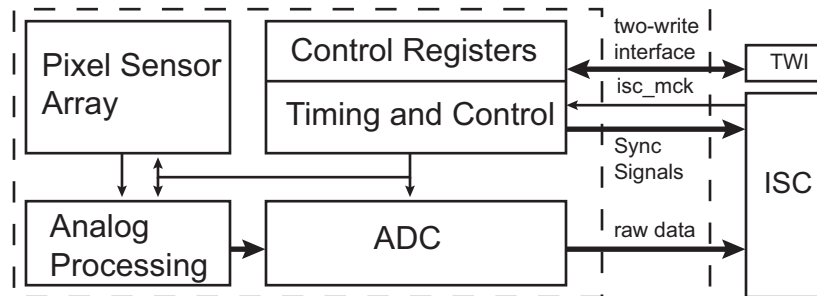 Pixel Sensor
Array
Control Registers
Timing and Control
two-write
interface
TWI
isc_mck
Sync
Signals
ISC
Analog
Processing
ADC
raw data